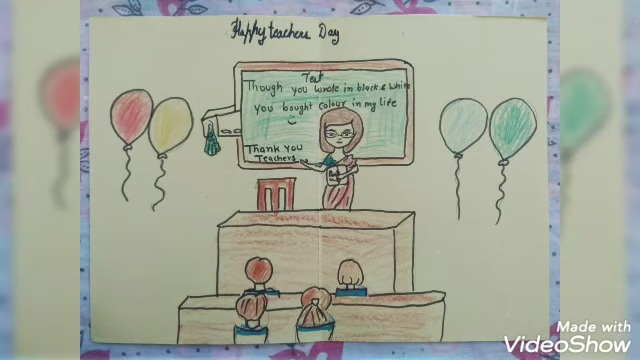 Happy teachers Day
Text
Though you wrote in black & white
you bought colour in my life
Thank You
Teachers
Made with
VideoShow